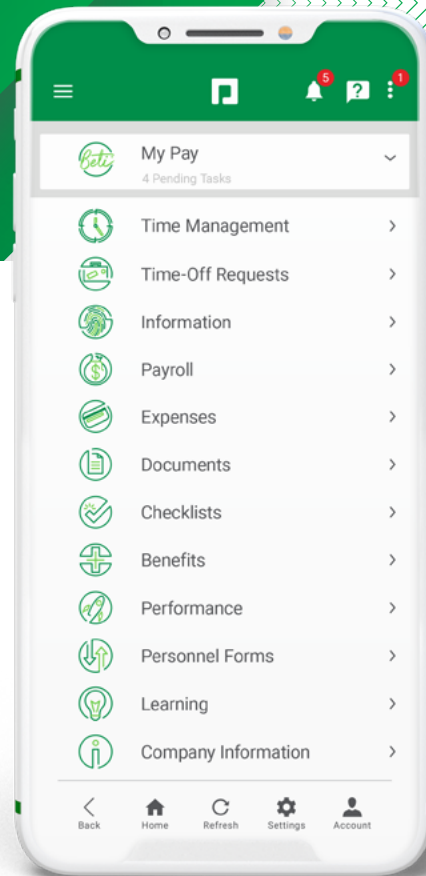 5
?
1
Beti
My Pay
4 Pending Tasks
Time Management
Time-Off Requests
Information
Payroll
$
Expenses
Documents
Checklists
Benefits
Performance
Personnel Forms
Learning
i
Company Information
Back Home Refresh Settings Account